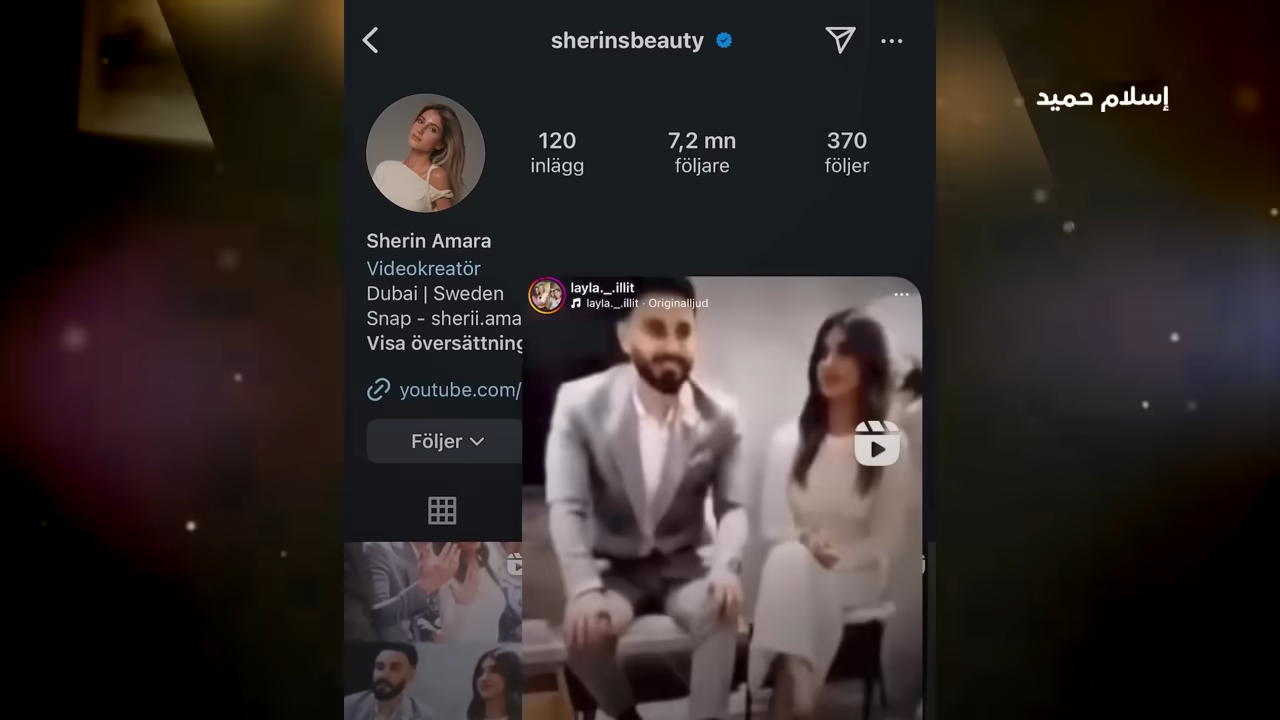 sherinsbeauty
إسلام حميد
120
inlägg
7,2 mn
följare
370
följer
Sherin Amara
Videokreatör
Dubai | Sweden
Snap - sherii.ama
Visa översättning
youtube.com/
Följer
layla._.illit
layla._.illit · Originalljud